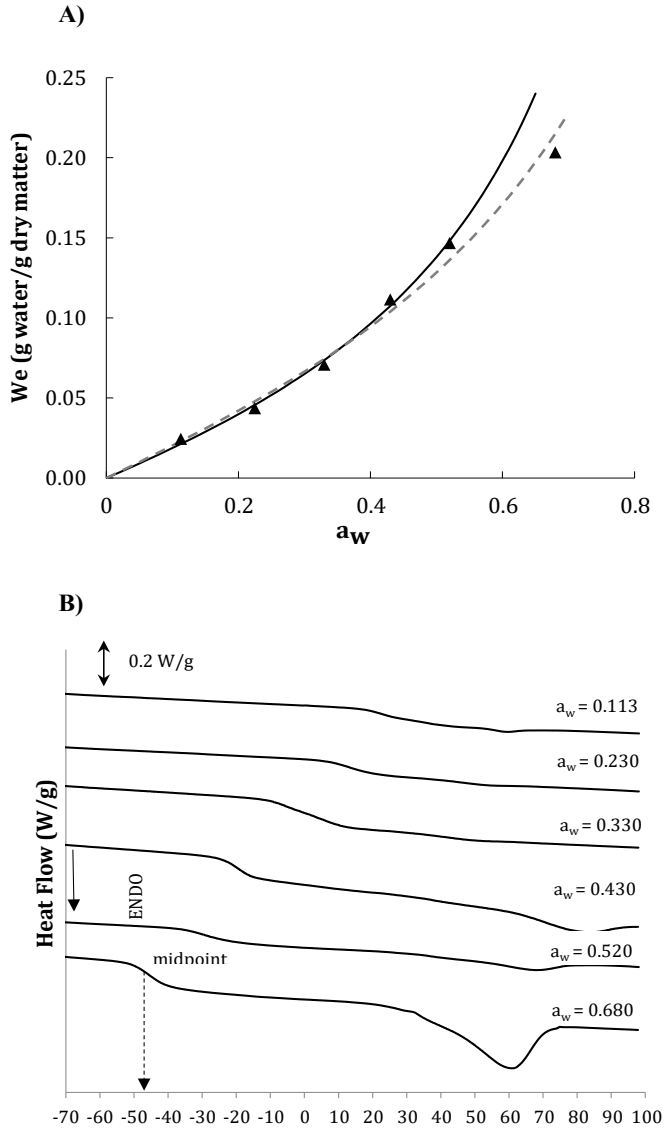 A)
We (g water/g dry matter)
0.25
0.20
0.15
0.10
0.05
0.00
0 0.2 0.4 0.6 0.8
aw
B)
0.2 W/g
Heat Flow (W/g)
aw = 0.113
aw = 0.230
aw = 0.330
aw = 0.430
ENDO
aw = 0.520
midpoint
aw = 0.680
-70 -60 -50 -40 -30 -20 -10 0 10 20 30 40 50 60 70 80 90 100